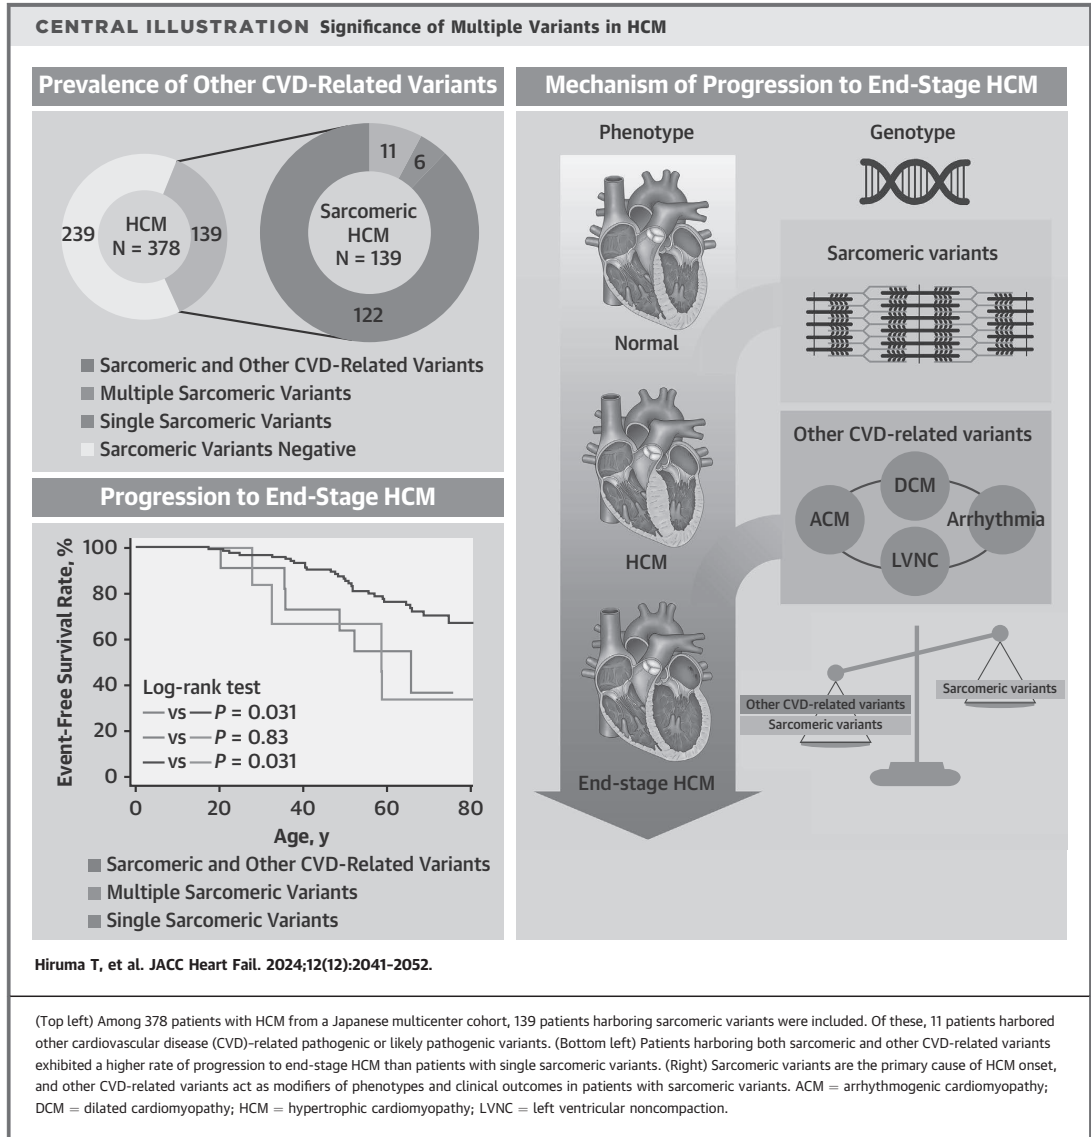 CENTRAL ILLUSTRATION Significance of Multiple Variants in HCM
Prevalence of Other CVD-Related Variants
239
HCM
N = 378
139
11
6
Sarcomeric
HCM
N = 139
122
Sarcomeric and Other CVD-Related Variants
Multiple Sarcomeric Variants
Single Sarcomeric Variants
Sarcomeric Variants Negative
Progression to End-Stage HCM
Event-Free Survival Rate, %
100
80
60
40
20
0
Log-rank test
vs P = 0.031
vs P = 0.83
vs P = 0.031
0 20 40 60 80
Age, y
Sarcomeric and Other CVD-Related Variants
Multiple Sarcomeric Variants
Single Sarcomeric Variants
Mechanism of Progression to End-Stage HCM
Phenotype
Normal
HCM
End-stage HCM
Genotype
Sarcomeric variants
Other CVD-related variants
DCM
ACM
Arrhythmia
LVNC
Sarcomeric variants
Other CVD-related variants
Sarcomeric variants
Hiruma T, et al. JACC Heart Fail. 2024;12(12):2041-2052.
(Top left) Among 378 patients with HCM from a Japanese multicenter cohort, 139 patients harboring sarcomeric variants were included. Of these, 11 patients harbored
other cardiovascular disease (CVD)-related pathogenic or likely pathogenic variants. (Bottom left) Patients harboring both sarcomeric and other CVD-related variants
exhibited a higher rate of progression to end-stage HCM than patients with single sarcomeric variants. (Right) Sarcomeric variants are the primary cause of HCM onset,
and other CVD-related variants act as modifiers of phenotypes and clinical outcomes in patients with sarcomeric variants. ACM = arrhythmogenic cardiomyopathy;
DCM = dilated cardiomyopathy; HCM = hypertrophic cardiomyopathy; LVNC = left ventricular noncompaction.